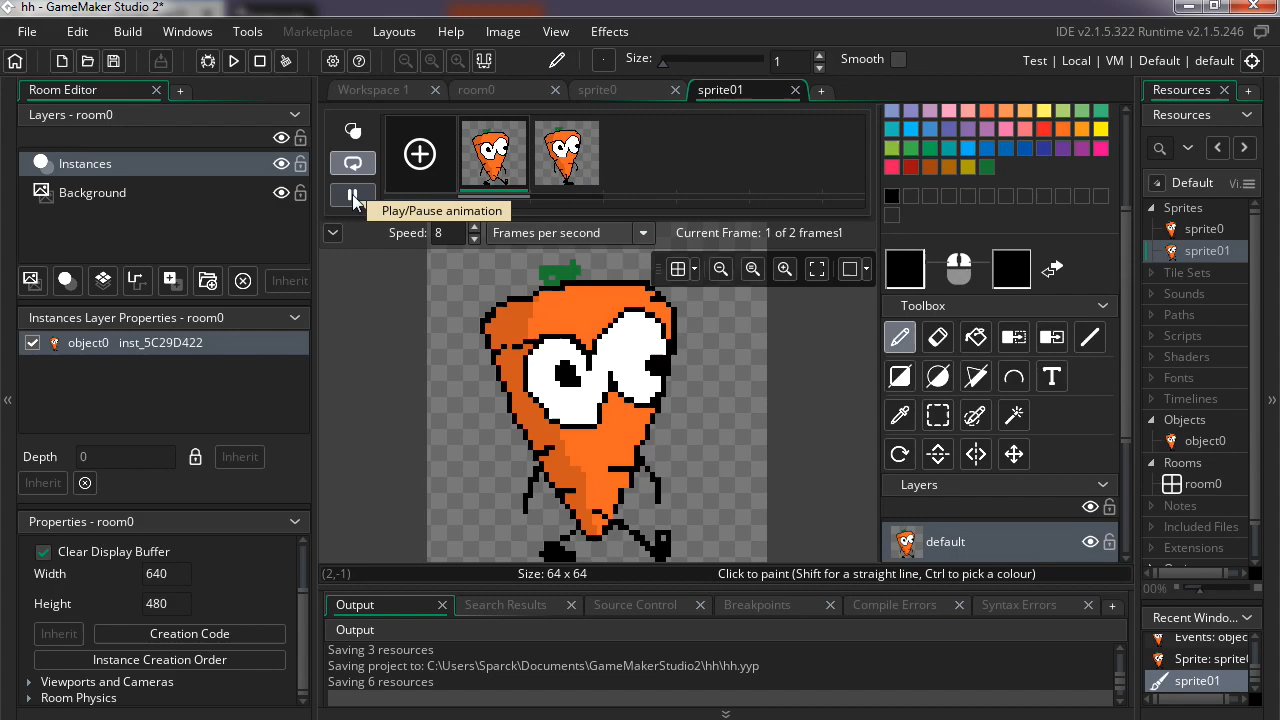 hh - GameMaker Studio 2*
File Edit Build Windows Tools Marketplace Layouts Help Image View Effects IDE v2.1.5.322 Runtime v2.1.5.246
Size: 1 Smooth Test | Local | VM | Default | default
Room Editor
Layers - room0
Instances
Background
Inherit
Instances Layer Properties - room0
object0 inst_5C29D422
Depth 0 Inherit
Inherit
Properties - room0
Clear Display Buffer
Width 640
Height 480
Inherit Creation Code
Instance Creation Order
Viewports and Cameras
Room Physics
Workspace 1 room0 sprite0 sprite01
Play/Pause animation
Speed: 8 Frames per second Current Frame: 1 of 2 frames!
Toolbox
T
Layers
default
(2,-1) Size: 64 x 64 Click to paint (Shift for a straight line, Ctrl to pick a colour)
Output Search Results Source Control Breakpoints Compile Errors Syntax Errors
Output
Saving 3 resources
Saving project to: C:\Users\Sparck\Documents\GameMakerStudio2\hh\hh.yyp
Saving 6 resources
Resources
Resources
Default Vi
Sprites
sprite0
sprite01
Tile Sets
Sounds
Paths
Scripts
Shaders
Fonts
Timelines
Objects
object0
Rooms
room0
Notes
Included Files
Extensions
00%
Recent Windo...
Events: objec
Sprite: sprite
sprite01